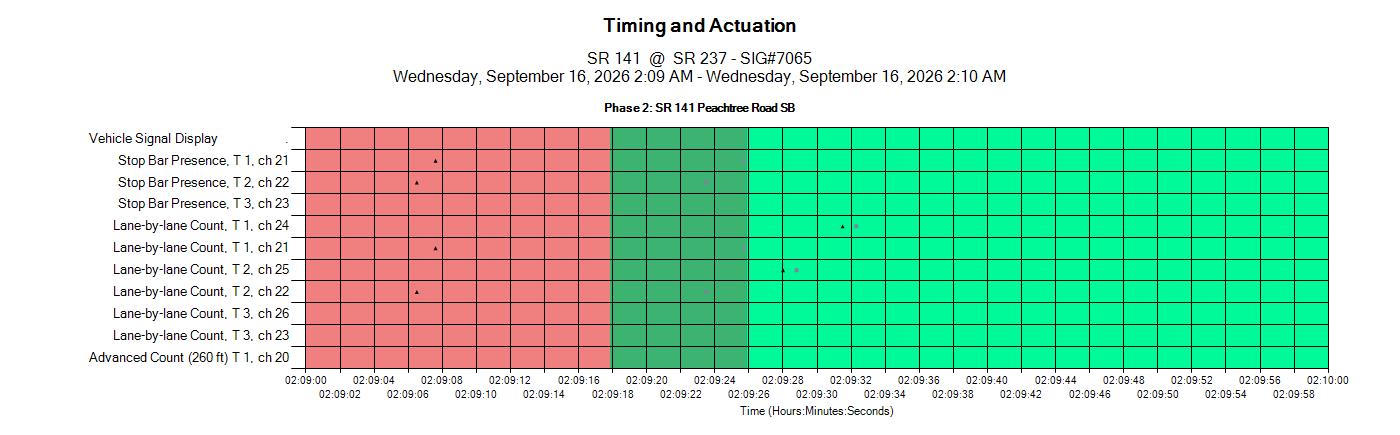 Timing and Actuation
SR 141 @ SR 237 - SIG#7065
Wednesday, September 16, 2026 2:09 AM - Wednesday, September 16, 2026 2:10 AM
Phase 2: SR 141 Peachtree Road SB
Vehicle Signal Display .
Stop Bar Presence, T 1, ch 21
Stop Bar Presence, T 2, ch 22
Stop Bar Presence, T 3, ch 23
Lane-by-lane Count, T 1, ch 24
Lane-by-lane Count, T 1, ch 21
Lane-by-lane Count, T 2, ch 25
Lane-by-lane Count, T 2, ch 22
Lane-by-lane Count, T 3, ch 26
Lane-by-lane Count, T 3, ch 23
Advanced Count (260 ft) T 1, ch 20
02:09:00 02:09:04 02:09:08 02:09:12 02:09:16 02:09:20 02:09:24 02:09:28 02:09:32 02:09:36 02:09:40 02:09:44 02:09:48 02:09:52 02:09:56 02:10:00
02:09:02 02:09:06 02:09:10 02:09:14 02:09:18 02:09:22 02:09:26 02:09:30 02:09:34 02:09:38 02:09:42 02:09:46 02:09:50 02:09:54 02:09:58
Time (Hours:Minutes:Seconds)